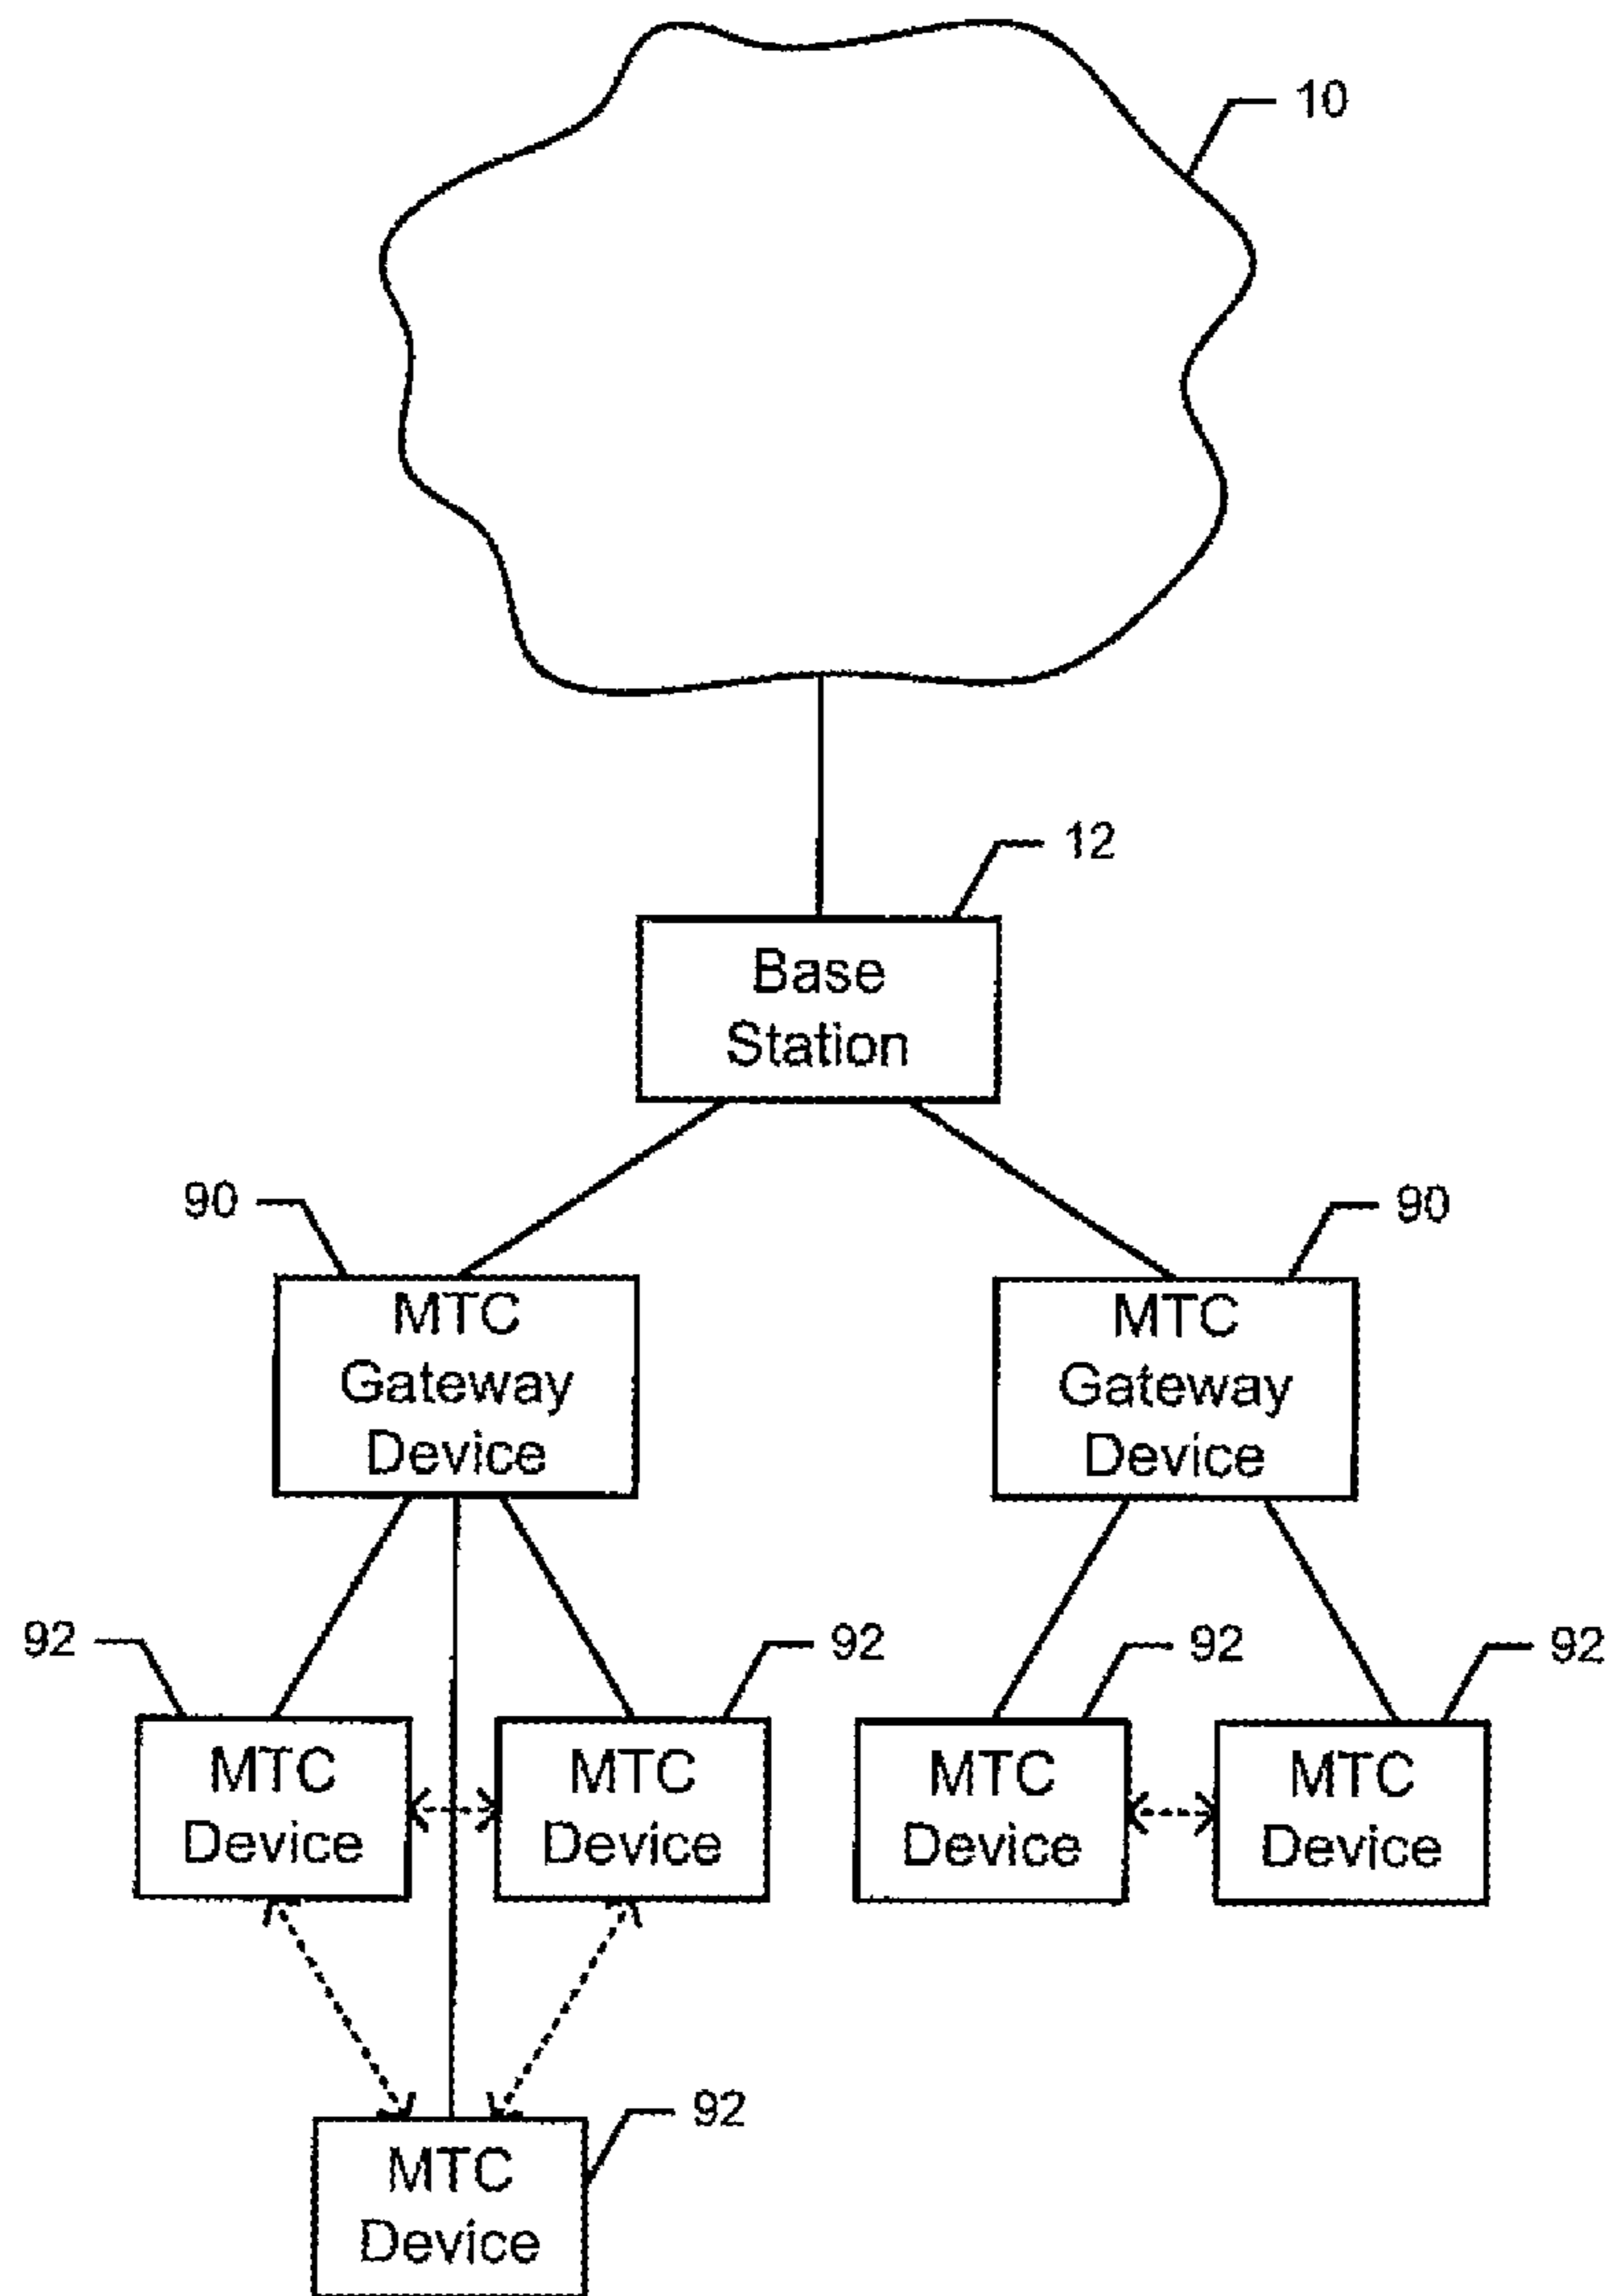 10
12
Base
Station
90
90
MTC
Gateway
Device
MTC
Gateway
Device
92
92
92
92
MTC
Device
MTC
Device
MTC
Device
MTC
Device
92
MTC
Device